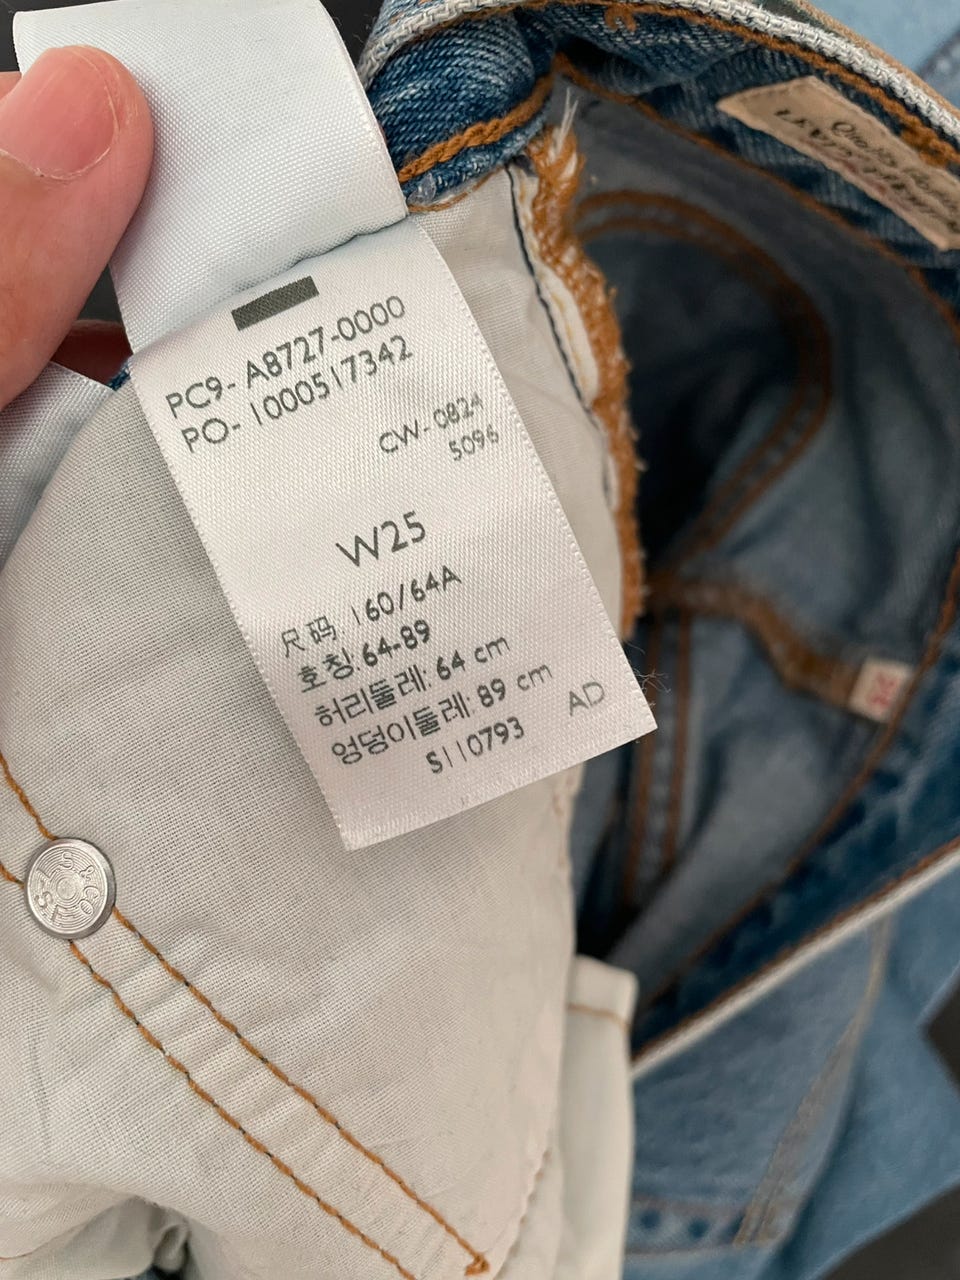 PC9- A8727-0000
PO- 1000517342
CW- 0824
5096
W25
尺码 160/64A
호칭: 64-89
허리둘레: 64 cm
엉덩이둘레: 89 cm
S110793 AD